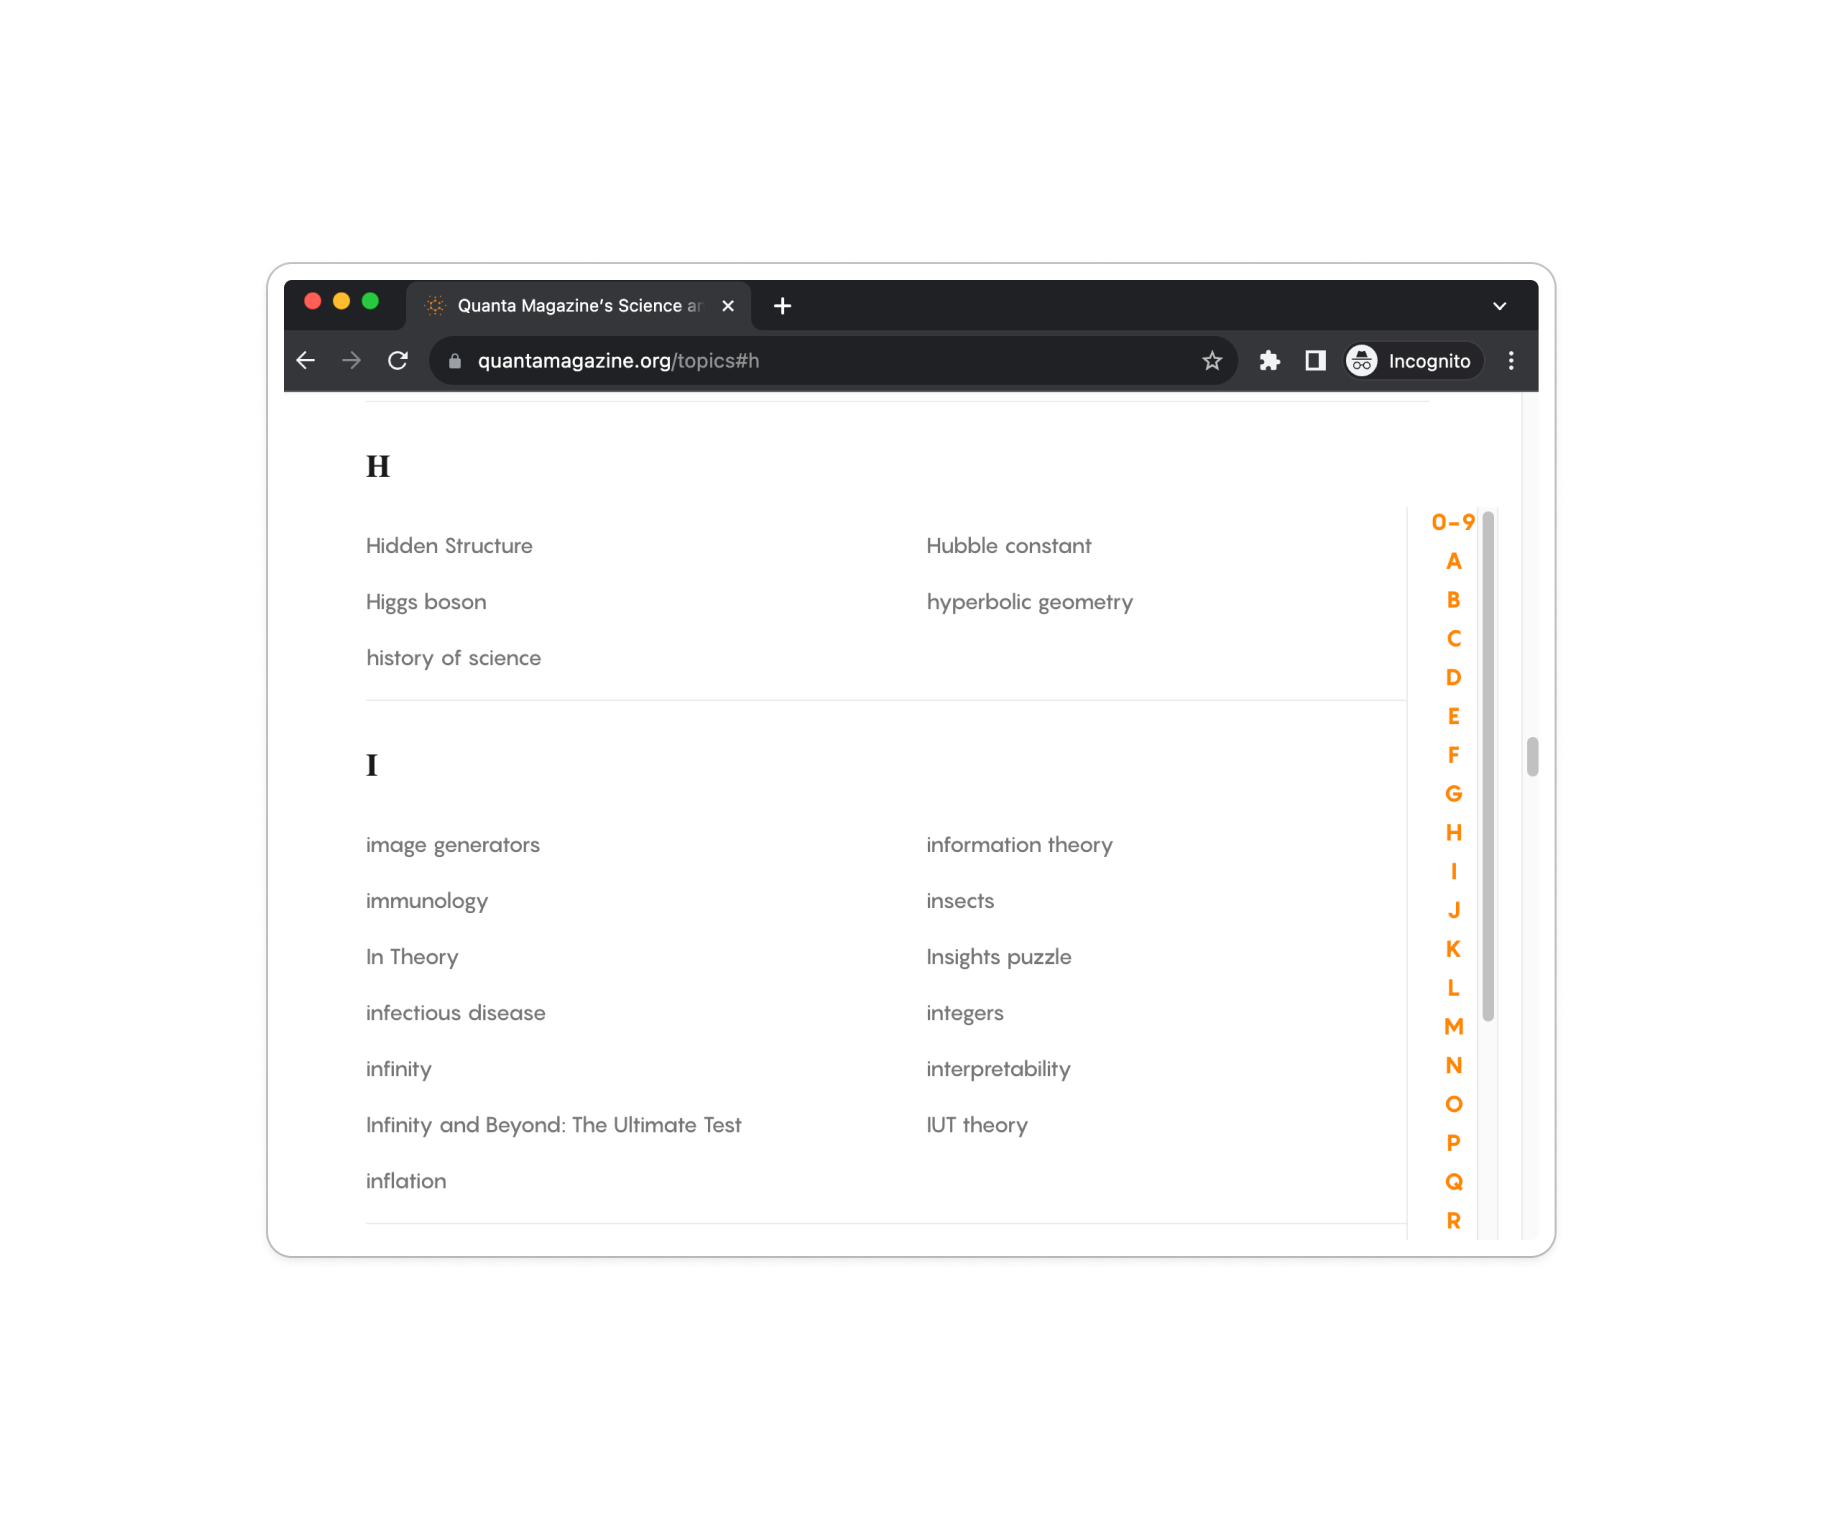 Quanta Magazine's Science ar
quantamagazine.org/topics#h
Incognito
H
Hidden Structure
Higgs boson
history of science
Hubble constant
hyperbolic geometry
I
image generators
immunology
In Theory
infectious disease
infinity
Infinity and Beyond: The Ultimate Test
inflation
information theory
insects
Insights puzzle
integers
interpretability
IUT theory
0-9
A
B
C
D
E
F
G
H
I
J
K
L
M
N
O
P
Q
R